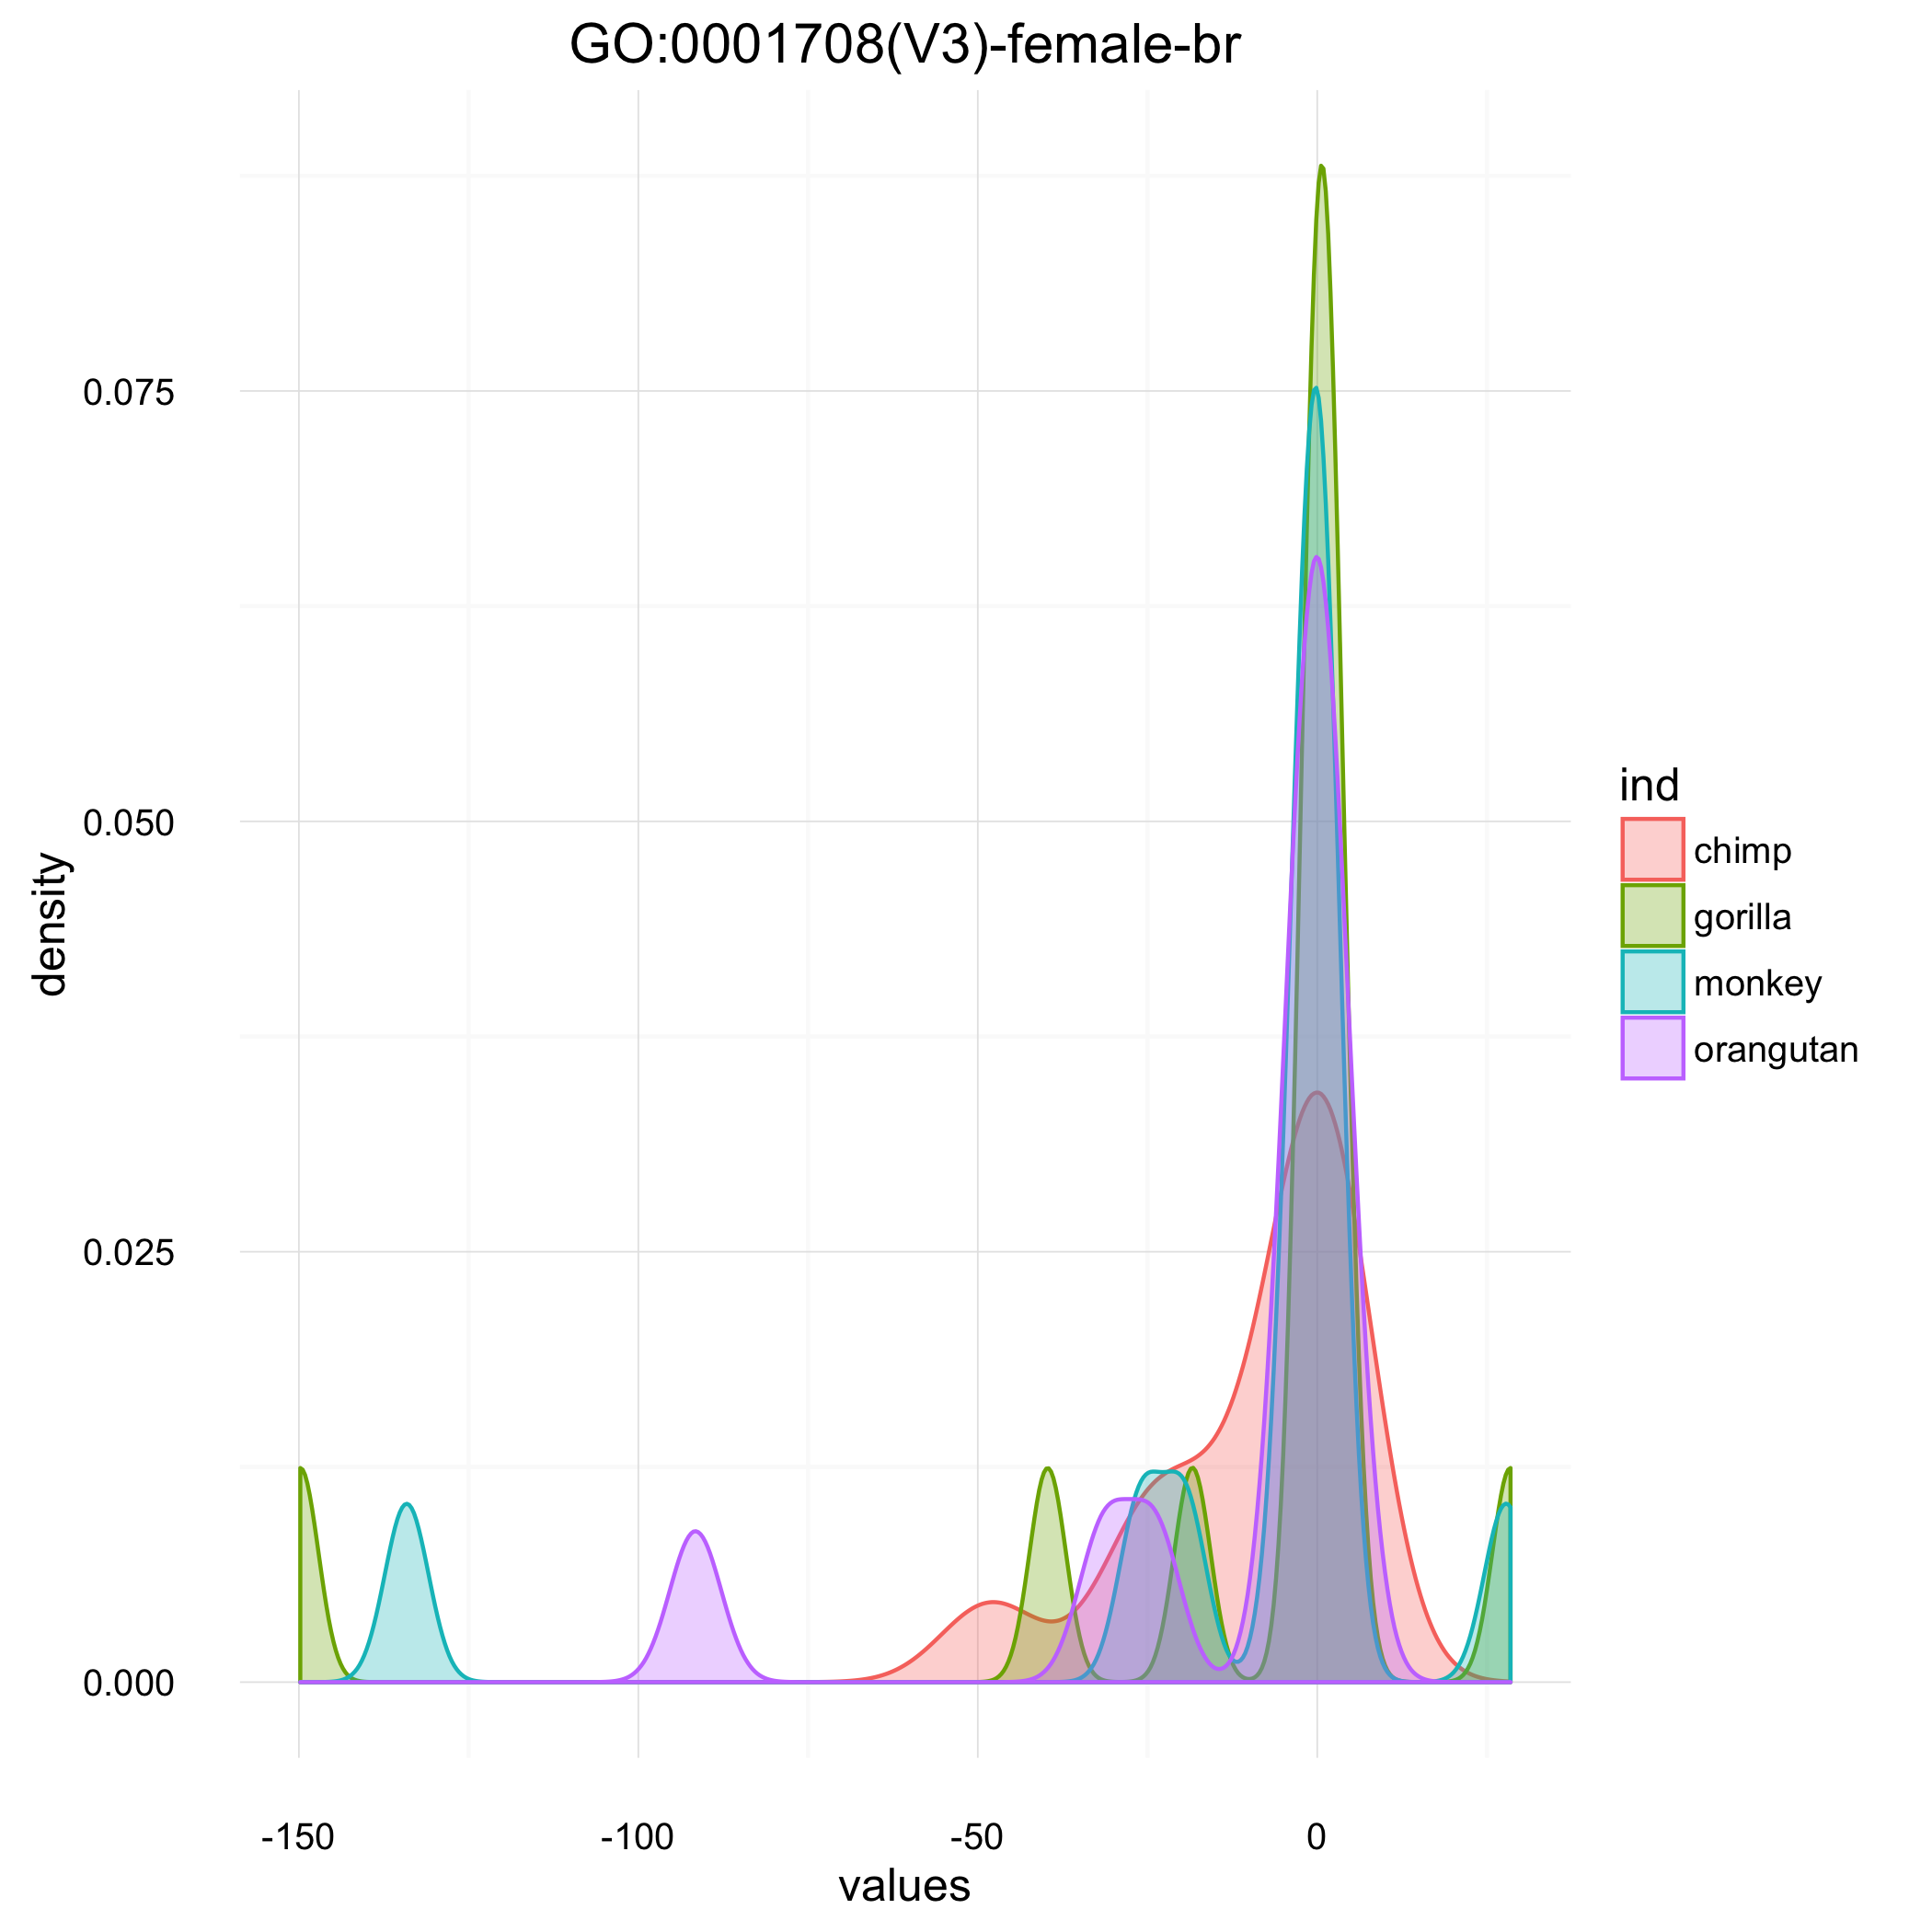 GO:0001708(V3)-female-br
0.075
0.050
0.025
0.000
density
-150 -100 -50 0
values
ind
chimp
gorilla
monkey
orangutan